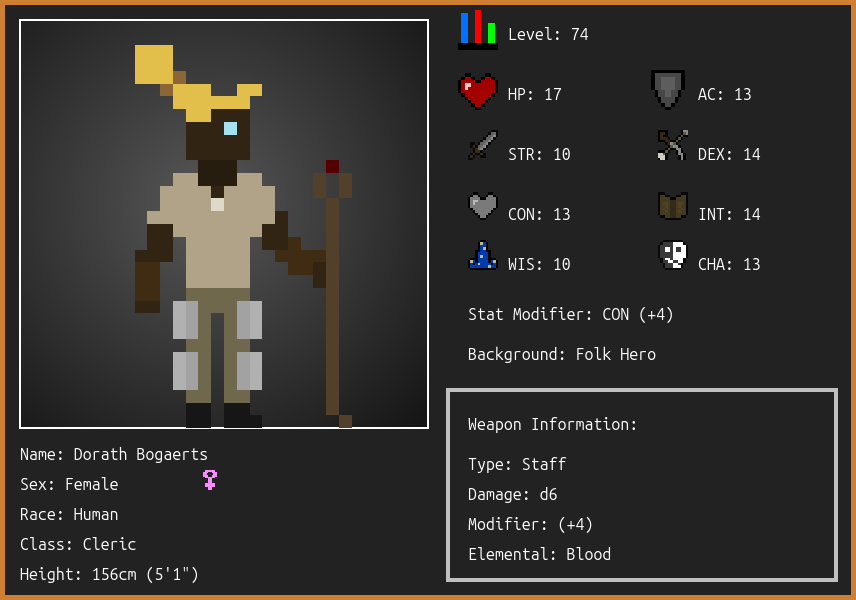 Level: 74
HP: 17
AC: 13
STR: 10
DEX: 14
CON: 13
INT: 14
WIS: 10
CHA: 13
Stat Modifier: CON (+4)
Background: Folk Hero
Weapon Information:
Type: Staff
Damage: d6
Modifier: (+4)
Elemental: Blood
Name: Dorath Bogaerts
Sex: Female
Race: Human
Class: Cleric
Height: 156cm (5'1")